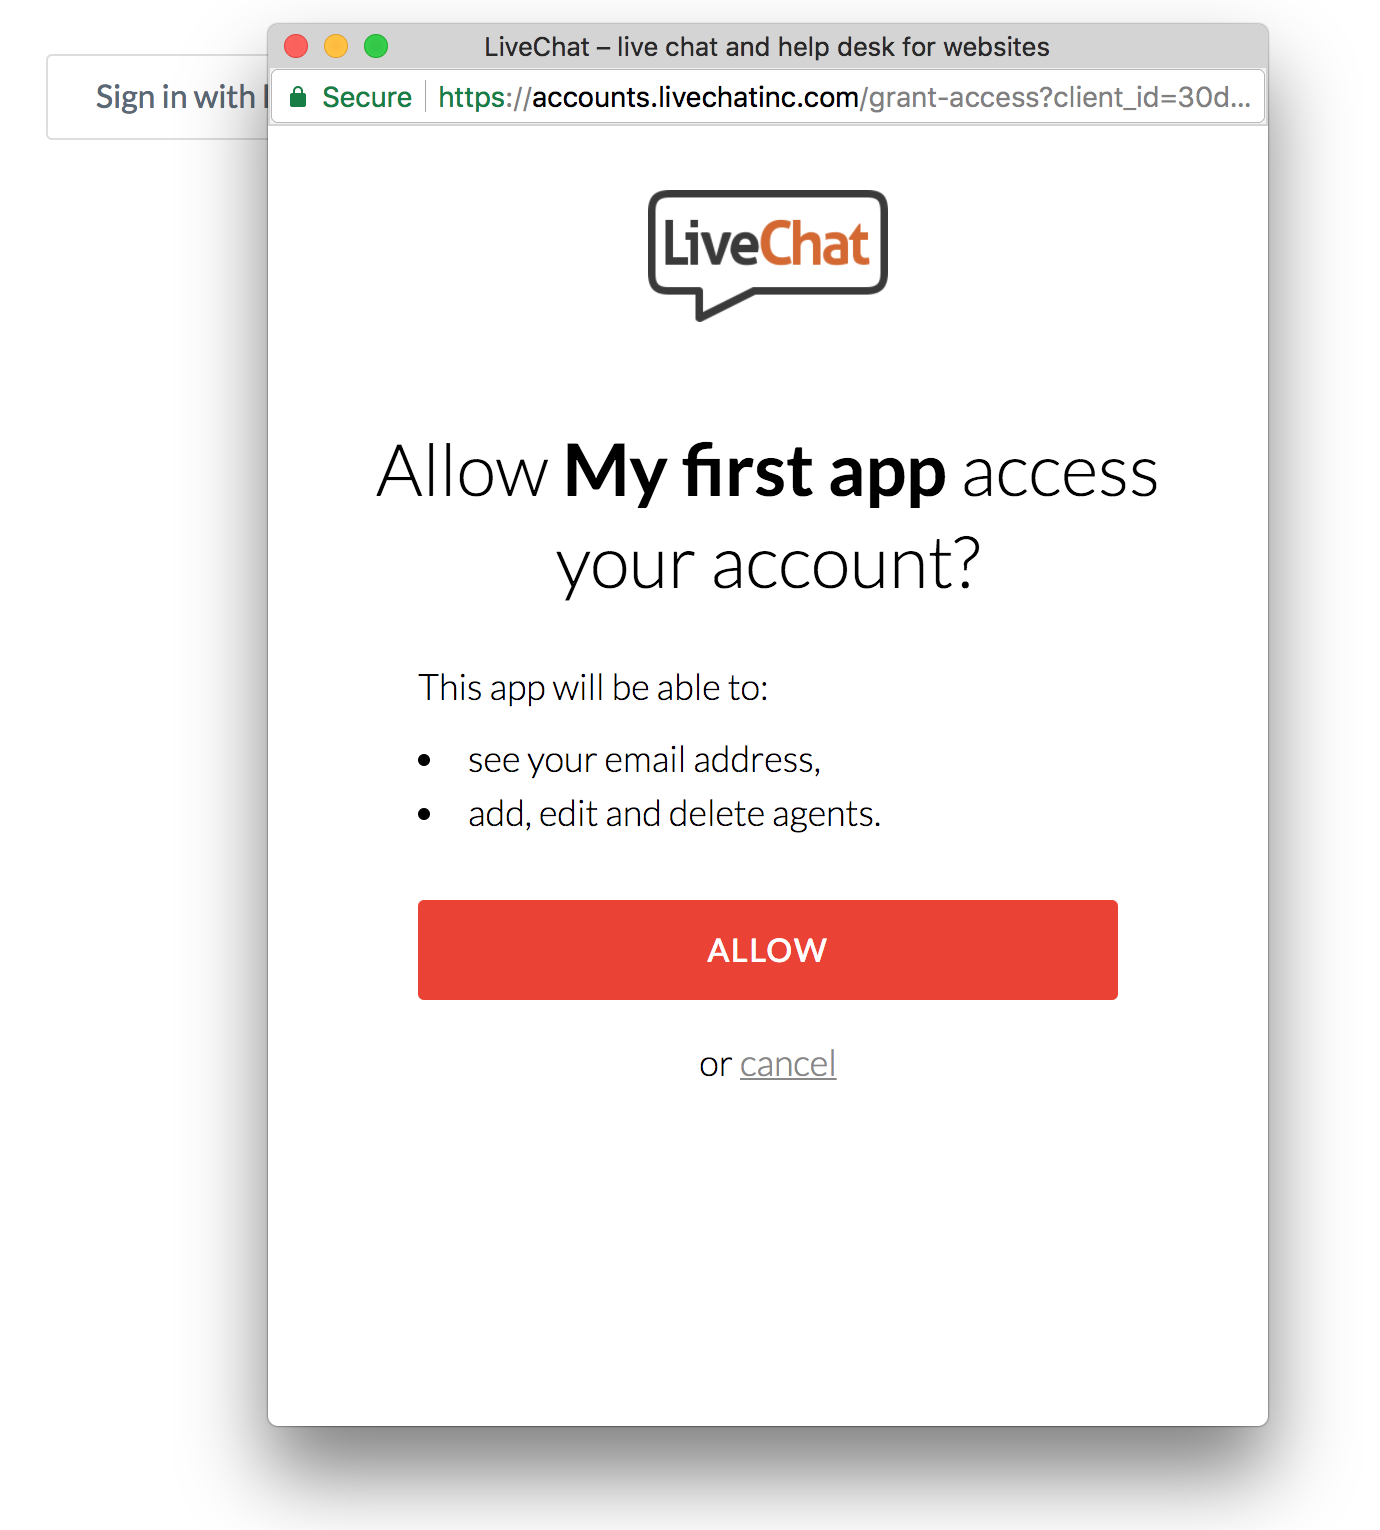 LiveChat – live chat and help desk for websites
Sign in with
Secure https://accounts.livechatinc.com/grant-access?client_id=30d...
LiveChat
Allow My first app access
your account?
This app will be able to:
• see your email address,
• add, edit and delete agents.
ALLOW
or cancel